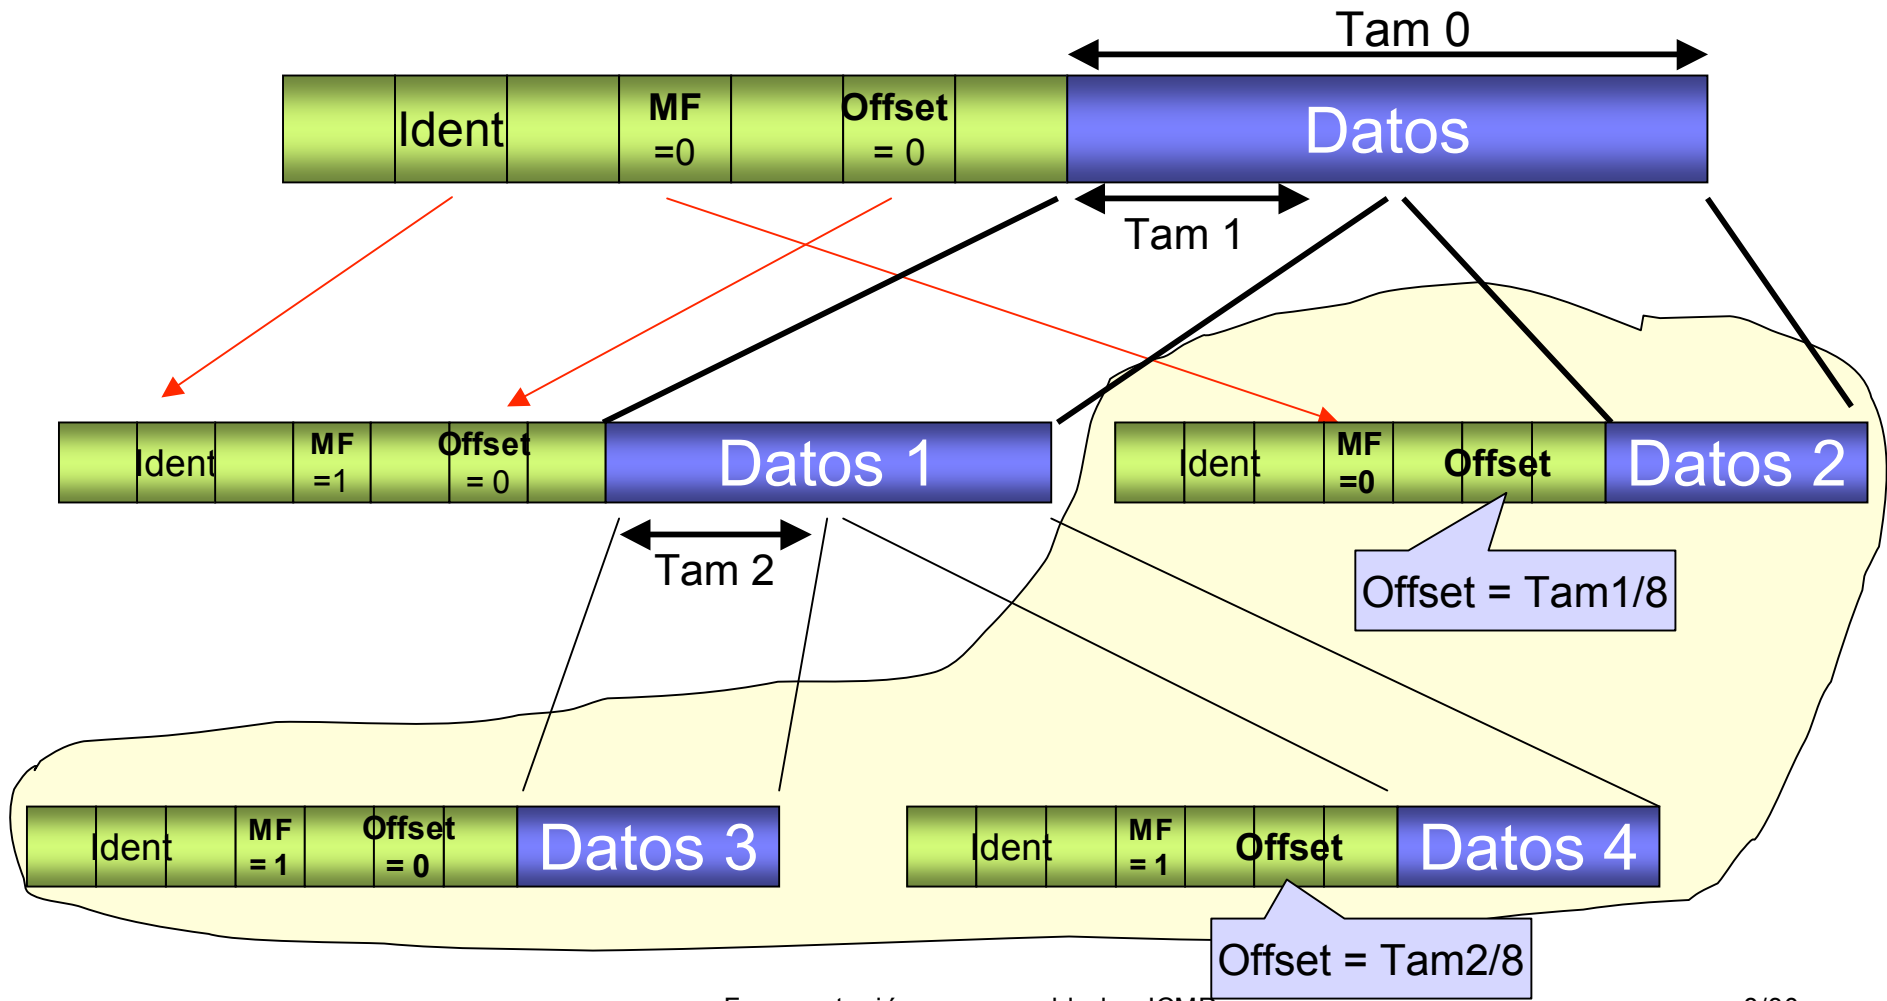 Tam 0
Ident
MF
=0
Offset
= 0
Datos
Tam 1
Ident
MF
=1
Offset
= 0
Datos 1
Ident
MF
=0
Offset
Datos 2
Tam 2
Offset = Tam1/8
Ident
MF
= 1
Offset
= 0
Datos 3
Ident
MF
= 1
Offset
Datos 4
Offset = Tam2/8